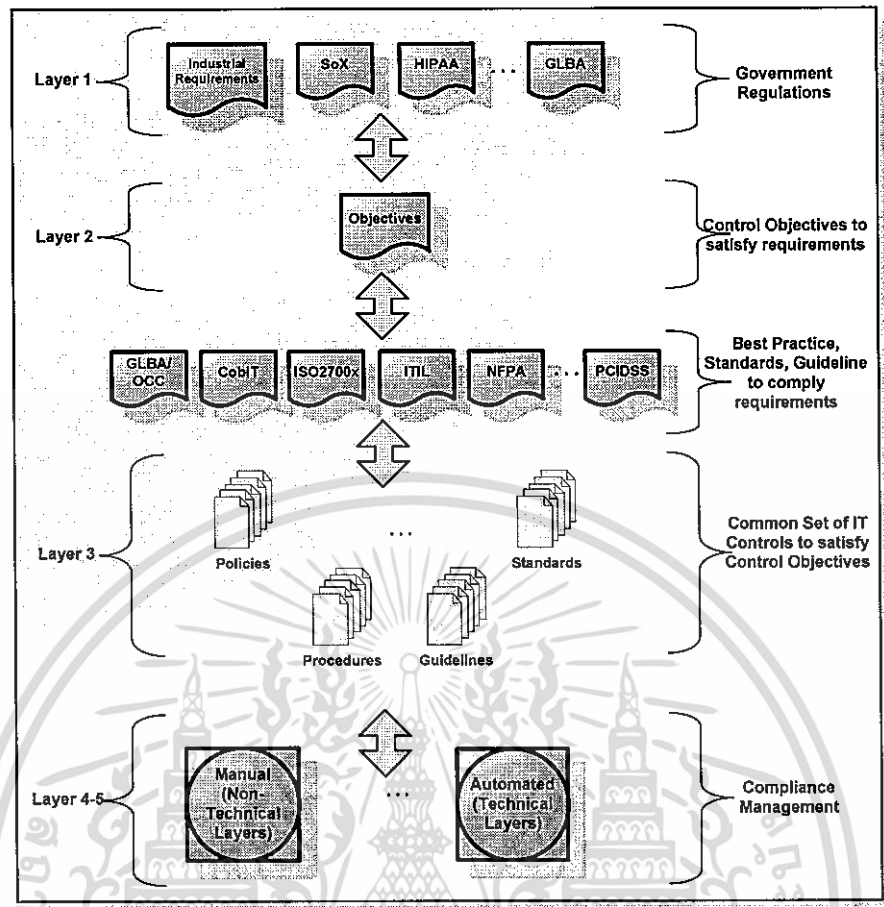 Layer 1
Industrial
Requirements
SoX
HIPAA
...
GLBA
Government
Regulations
Layer 2
Objectives
Control Objectives to
satisfy requirements
GLBA/
OCC
CobIT
ISO2700x
ITIL
NFPA
...
PCIDSS
Best Practice,
Standards, Guideline
to comply
requirements
Layer 3
Policies
...
Standards
Procedures
Guidelines
Common Set of IT
Controls to satisfy
Control Objectives
Layer 4-5
Manual
(Non-
Technical
Layers)
...
Automated
(Technical
Layers)
Compliance
Management